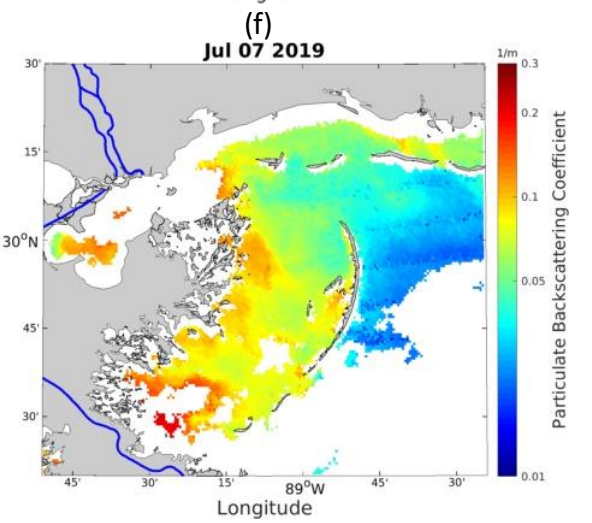 (f)
Jul 07 2019
1/m
30'
15'
30°N
45'
30'
45'
30'
15'
89°W
45'
30'
Longitude
0.3
0.2
0.1
0.05
0.01
Particulate Backscattering Coefficient